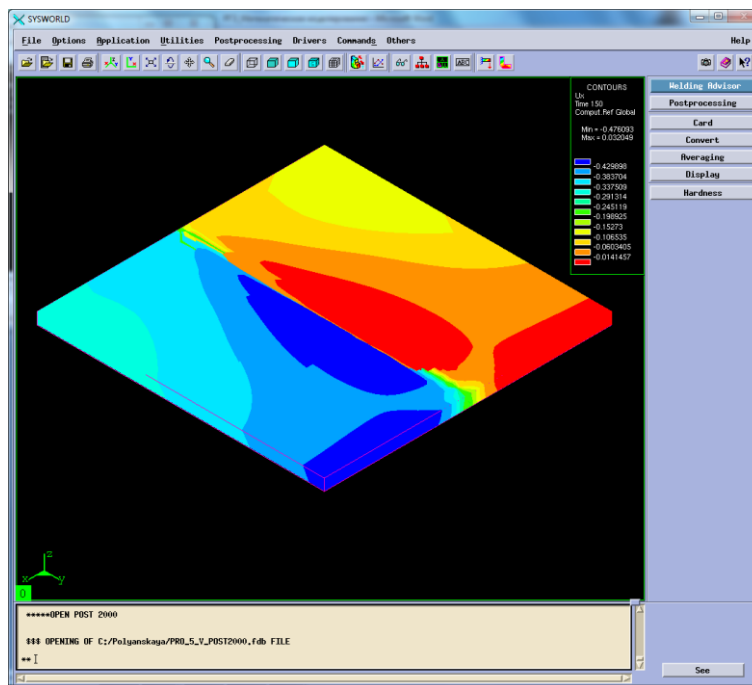 SYSWORLD
File Options Application Utilities Postprocessing Drivers Commands Others Help
ABC
CONTOURS
Ux
Time 150
Comput.Ref Global
Min = -0.476093
Max = 0.032049
-0.429898
-0.383704
-0.337509
-0.291314
-0.245119
-0.198925
-0.15273
-0.106535
-0.0603405
-0.0141457
Welding Advisor
Postprocessing
Card
Convert
Averaging
Display
Hardness
z
x y
0
*****OPEN POST 2000
$$$ OPENING OF C:/Polyanskaya/PRO_5_V_POST2000.fdb FILE
**
See